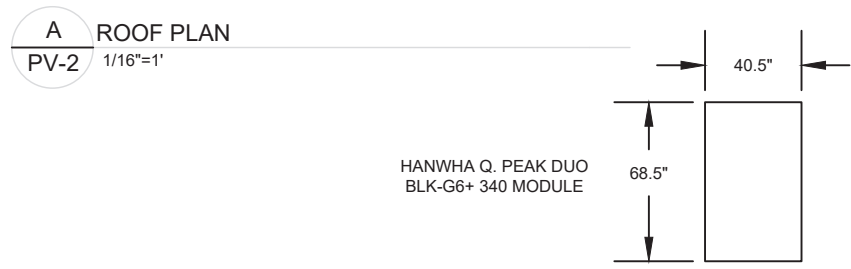 A
ROOF PLAN
PV-2
1/16"=1'
40.5"
HANWHA Q. PEAK DUO
BLK-G6+ 340 MODULE
68.5"